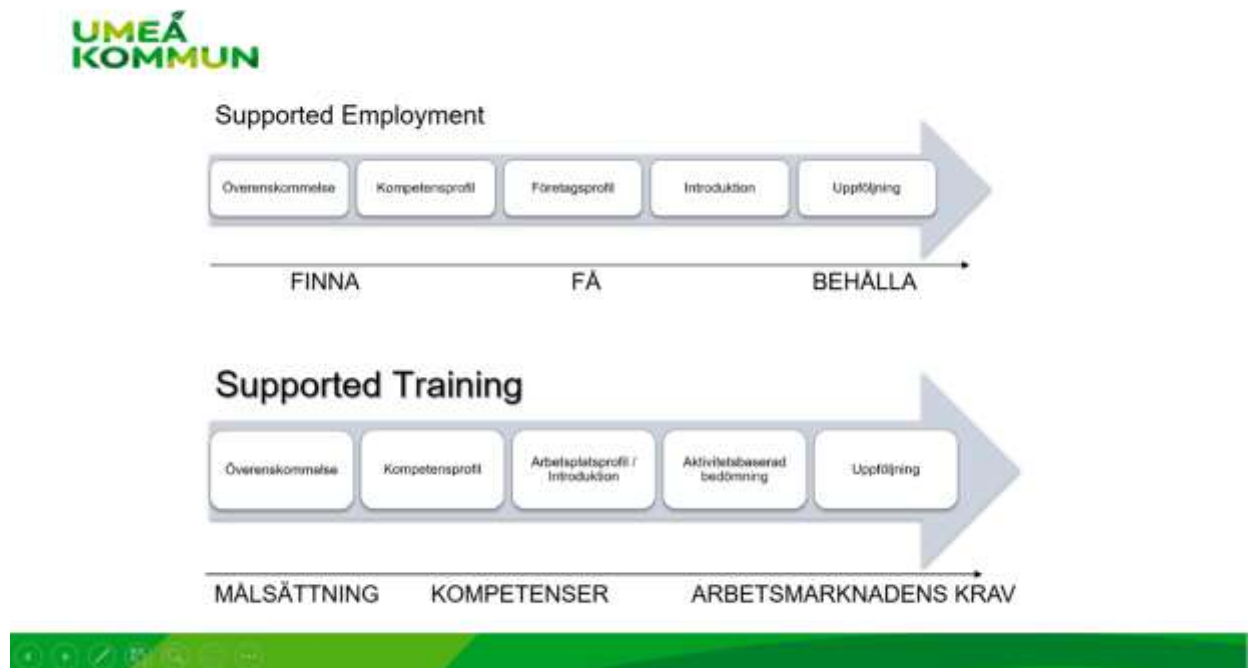 UMEÅ
KOMMUN
Supported Employment
Överenskommelse
Kompetensprofil
Företagsprofil
Introduktion
Uppföljning
FINNA
FÅ
BEHÅLLA
Supported Training
Överenskommelse
Kompetensprofil
Arbetsplatsprofil /
Introduktion
Aktivitetsbaserad
bedömning
Uppföljning
MÅLSÄTTNING
KOMPETENSER
ARBETSMARKNADENS KRAV